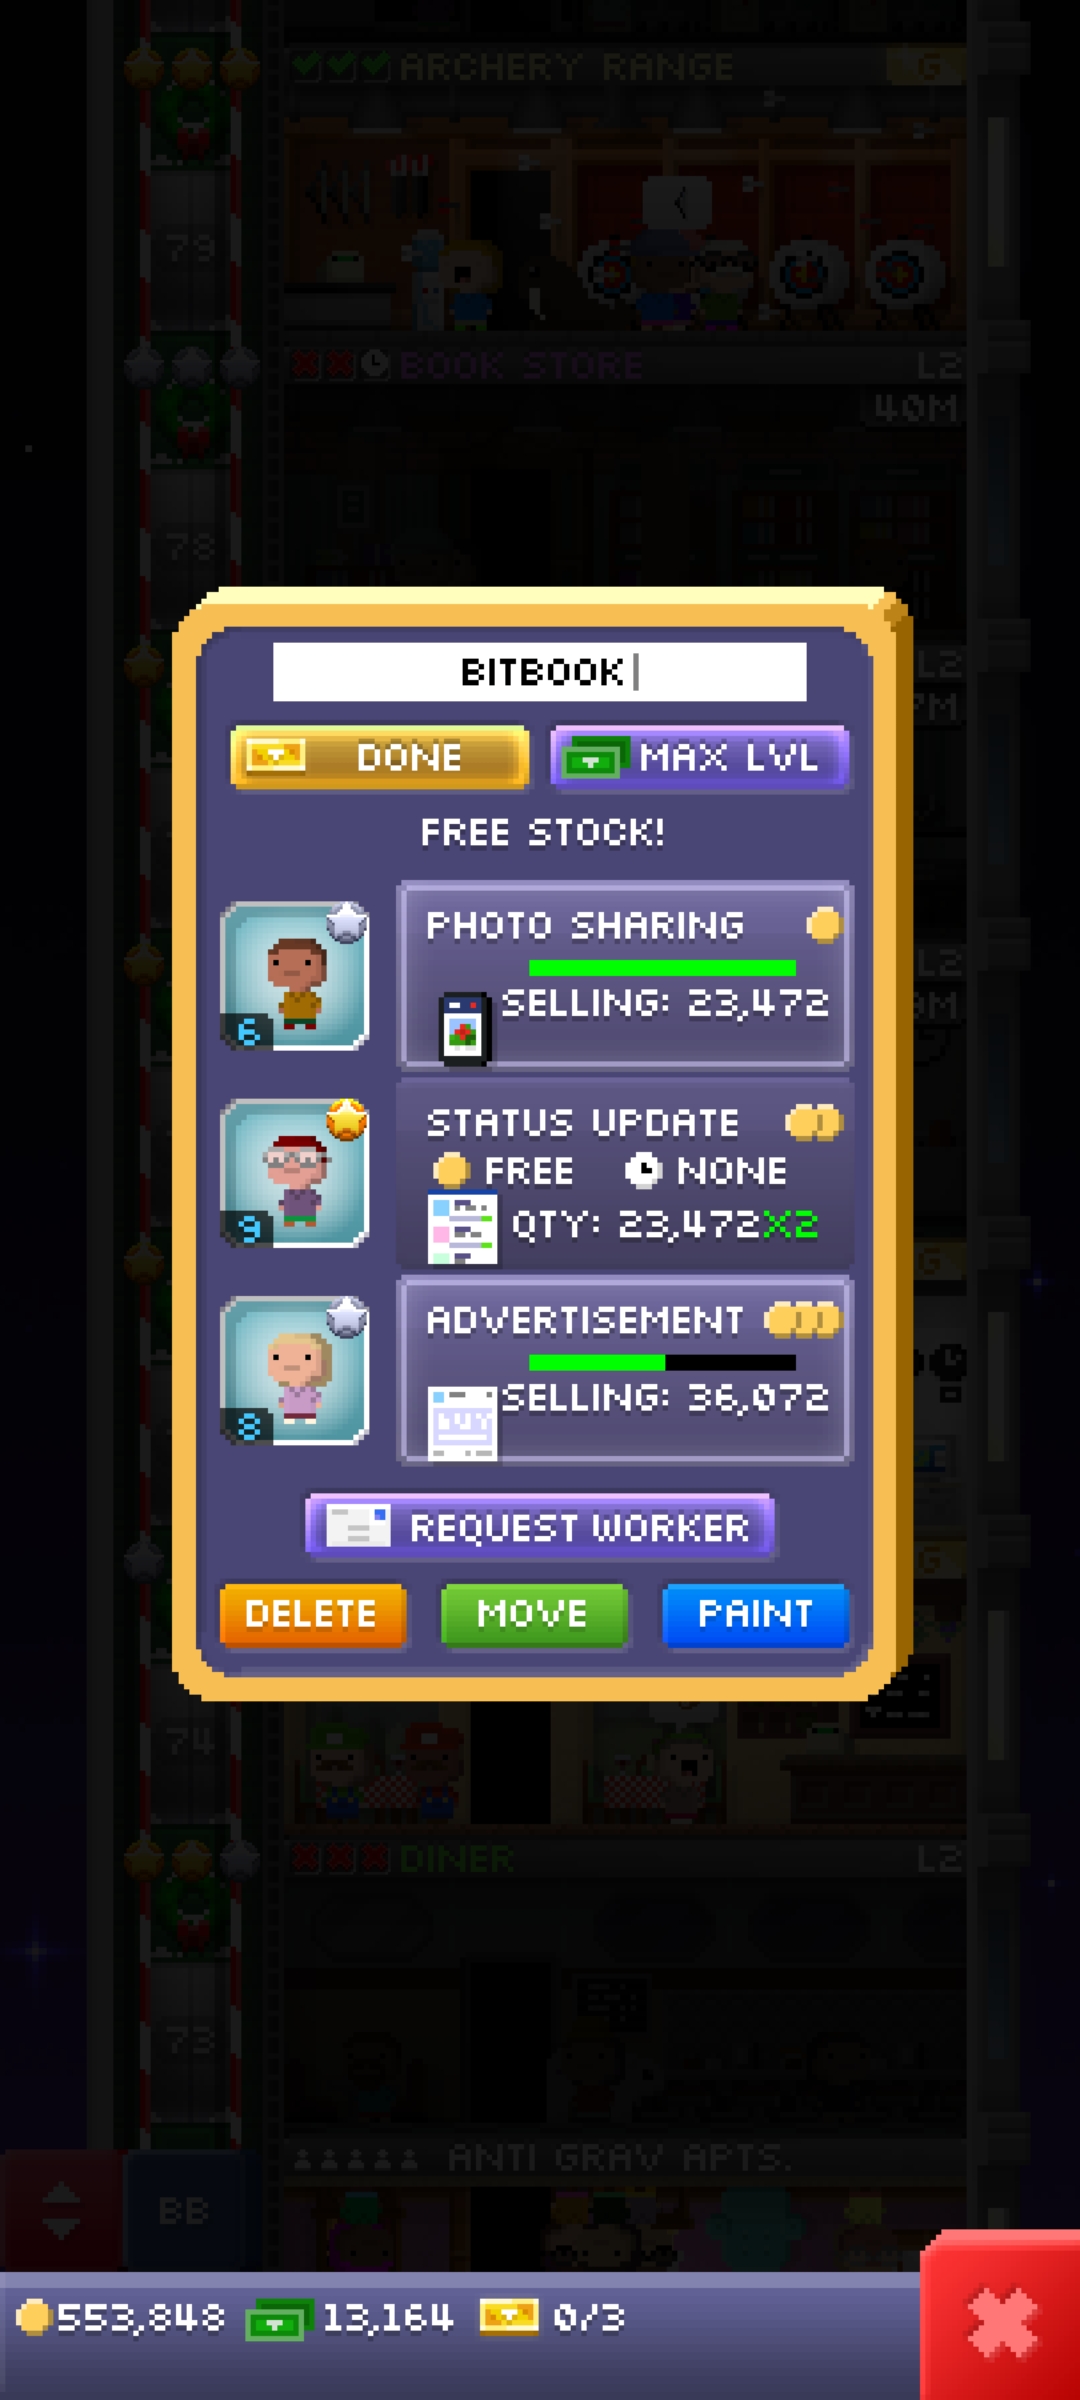 ARCHERY RANGE G
79
BOOK STORE L2
40M
78
BITBOOK
L2
DONE MAX LVL
FREE STOCK!
PHOTO SHARING
SELLING: 23,472
6
L2
STATUS UPDATE
FREE NONE
QTY: 23,472X2
9
G
ADVERTISEMENT
SELLING: 36,072
8
REQUEST WORKER
G
DELETE MOVE PAINT
74
DINER L2
73
ANTI GRAV APTS.
BB
553,848 13,164 0/3